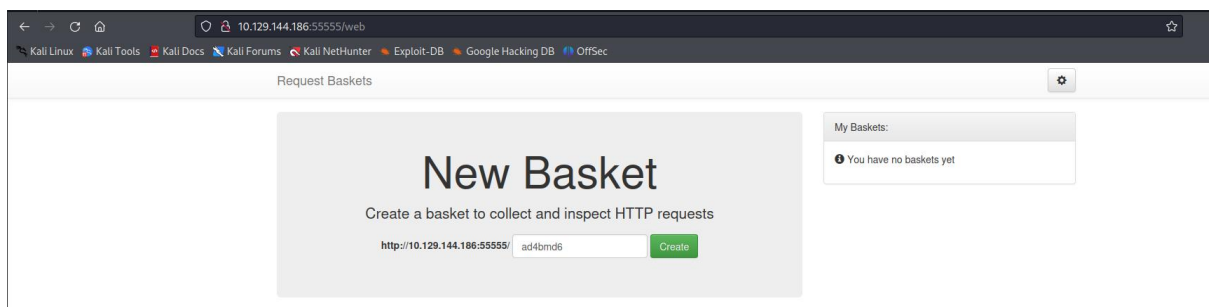 10.129.144.186:55555/web
Kali Linux Kali Tools Kali Docs Kali Forums Kali NetHunter Exploit-DB Google Hacking DB OffSec
Request Baskets
My Baskets:
You have no baskets yet
New Basket
Create a basket to collect and inspect HTTP requests
http://10.129.144.186:55555/ ad4bmd6 Create